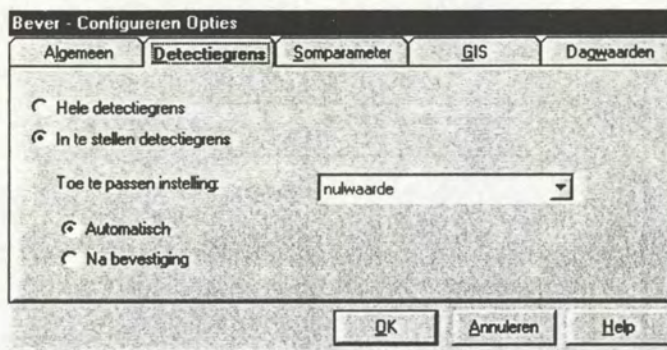 Bever - Configureren Opties
Algemeen Detectiegrens Somparameter GIS Dagwaarden
Hele detectiegrens
In te stellen detectiegrens
Toe te passen instelling: nulwaarde
Automatisch
Na bevestiging
OK Annuleren Help